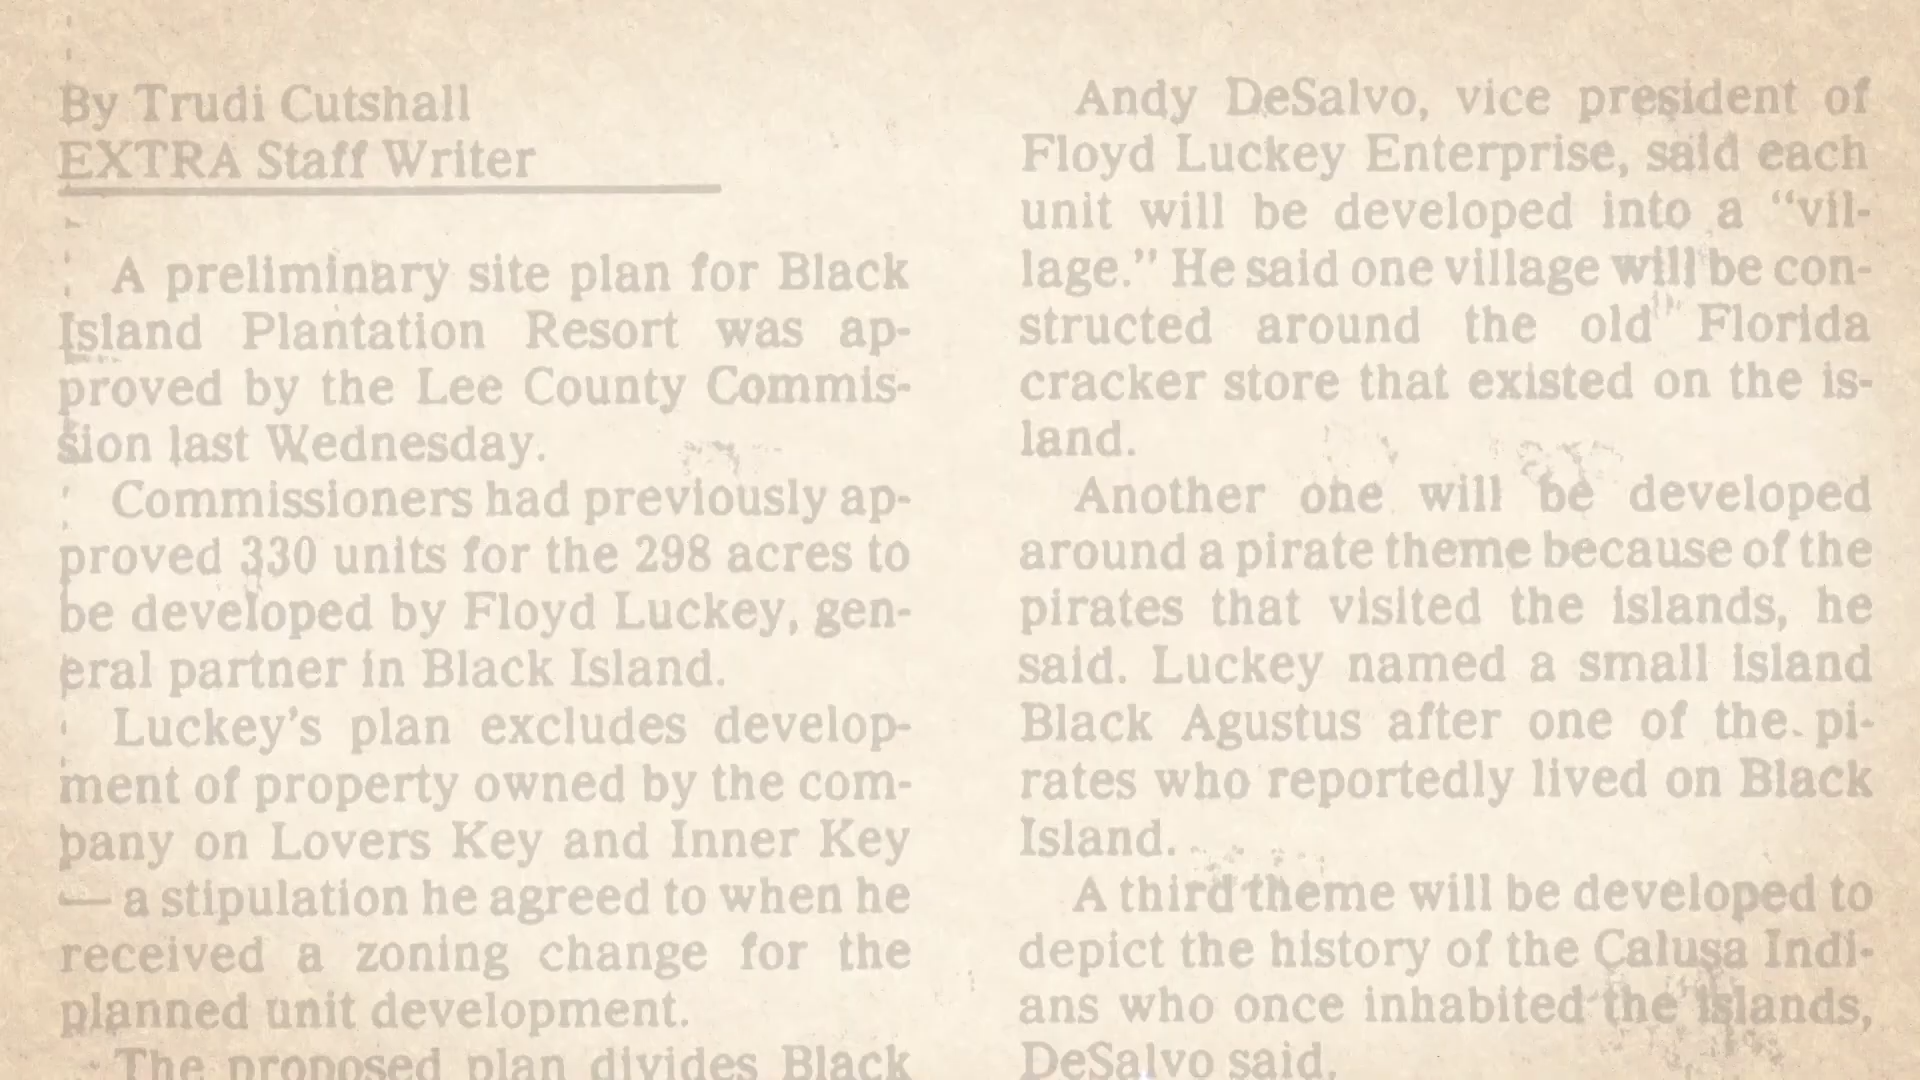 By Trudi Cutshall
EXTRA Staff Writer
A preliminary site plan for Black
Island Plantation Resort was ap-
proved by the Lee County Commis-
sion last Wednesday.
Commissioners had previously ap-
proved 330 units for the 298 acres to
be developed by Floyd Luckey, gen-
eral partner in Black Island.
Luckey's plan excludes develop-
ment of property owned by the com-
pany on Lovers Key and Inner Key
— a stipulation he agreed to when he
received a zoning change for the
planned unit development.
The proposed plan divides Black
Andy DeSalvo, vice president of
Floyd Luckey Enterprise, said each
unit will be developed into a “vil-
lage.” He said one village will be con-
structed around the old Florida
cracker store that existed on the is-
land.
Another one will be developed
around a pirate theme because of the
pirates that visited the islands, he
said. Luckey named a small island
Black Agustus after one of the pi-
rates who reportedly lived on Black
Island.
A third theme will be developed to
depict the history of the Calusa Indi-
ans who once inhabited the islands,
DeSalvo said.